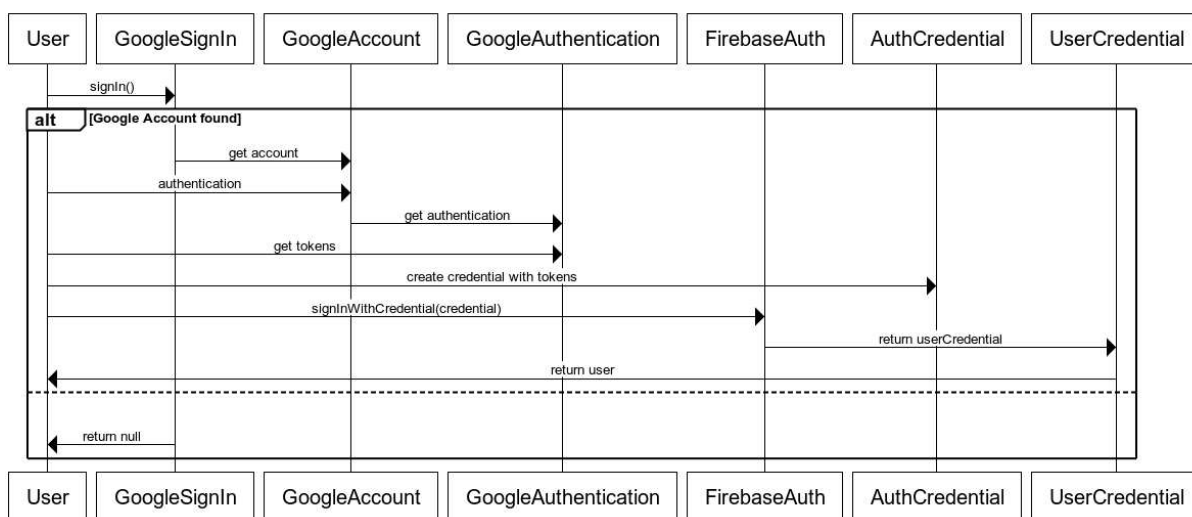 User GoogleSignIn GoogleAccount GoogleAuthentication FirebaseAuth AuthCredential UserCredential
signIn()
alt [Google Account found]
get account
authentication
get authentication
get tokens
create credential with tokens
signInWithCredential(credential)
return userCredential
return user
return null
User GoogleSignIn GoogleAccount GoogleAuthentication FirebaseAuth AuthCredential UserCredential